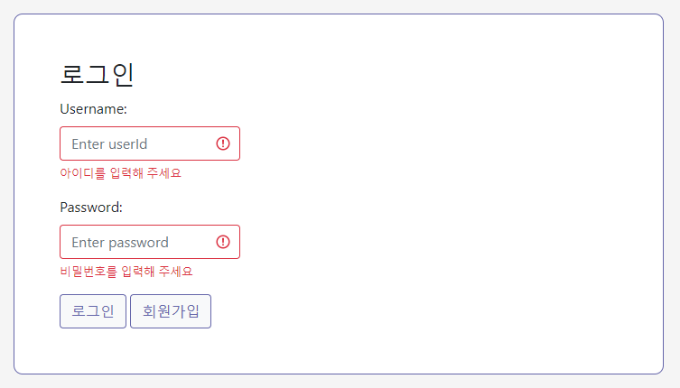 로그인
Username:
Enter userId
아이디를 입력해 주세요
Password:
Enter password
비밀번호를 입력해 주세요
로그인 회원가입